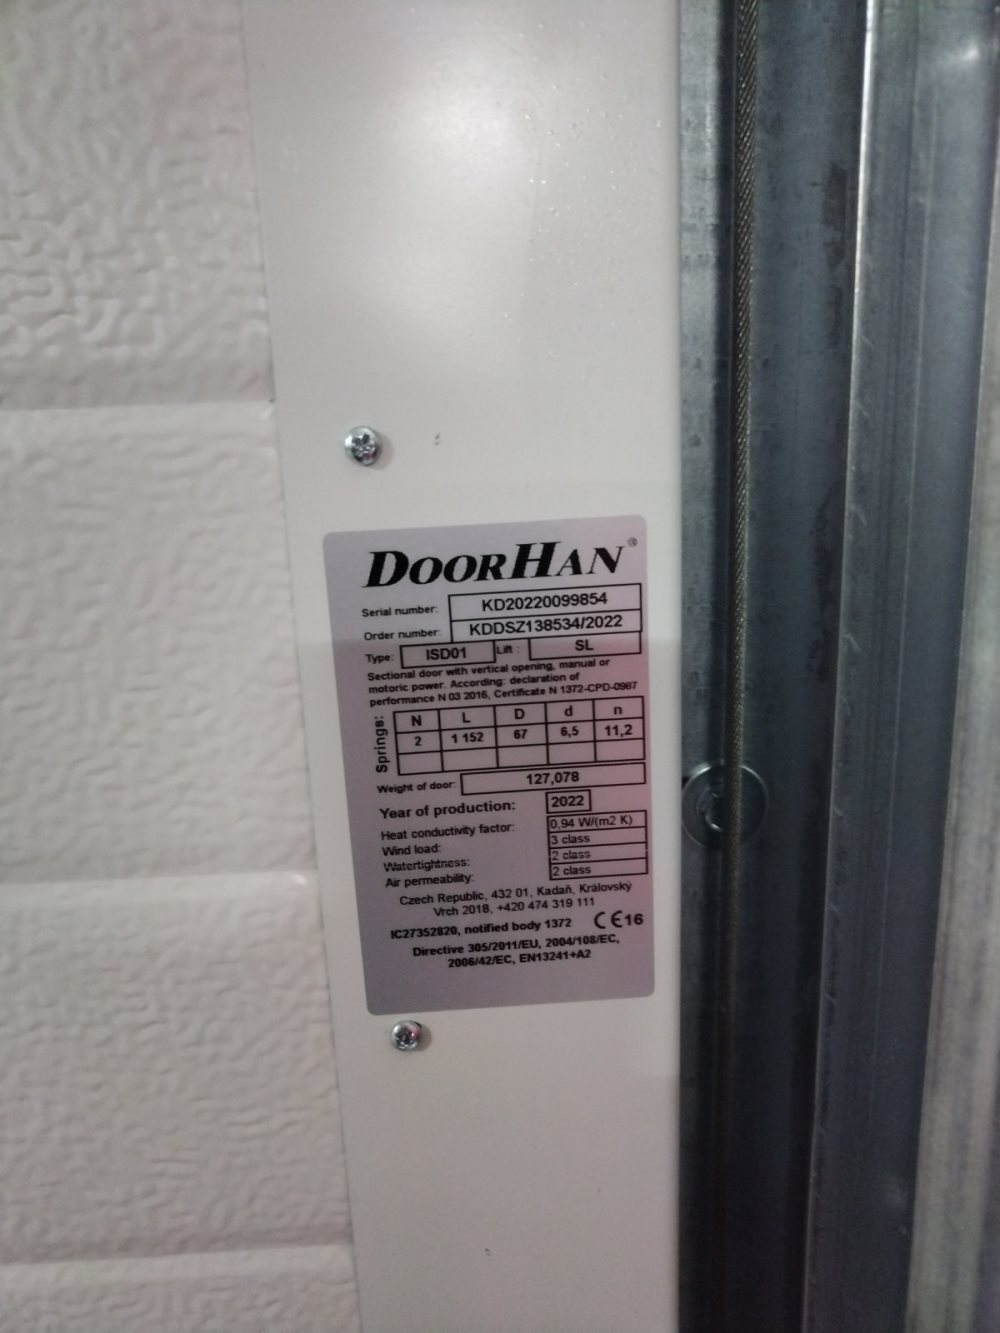 DOORHAN®
Serial number: KD20220099854
Order number: KDDSZ138534/2022
Type: ISD01 Lift : SL
Sectional door with vertical opening, manual or
motoric power. According: declaration of
performance N 03 2016, Certificate N 1372-CPD-0987
Springs:
N L D d n
2 1 152 67 6,5 11,2
Weight of door: 127,078
Year of production: 2022
Heat conductivity factor: 0,94 W/(m2 K)
Wind load: 3 class
Watertightness: 2 class
Air permeability: 2 class
Czech Republic, 432 01, Kadaň, Královský
Vrch 2018, +420 474 319 111
IC27352820, notified body 1372 CE16
Directive 305/2011/EU, 2004/108/EC,
2006/42/EC, EN13241+A2